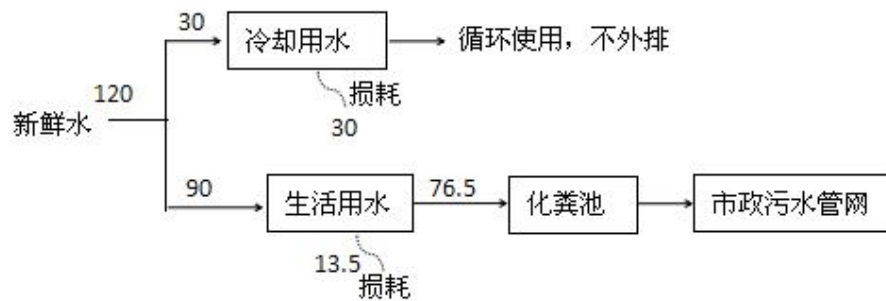 30
冷却用水
循环使用，不外排
120
损耗
新鲜水
30
90
生活用水
76.5
化粪池
市政污水管网
13.5
损耗